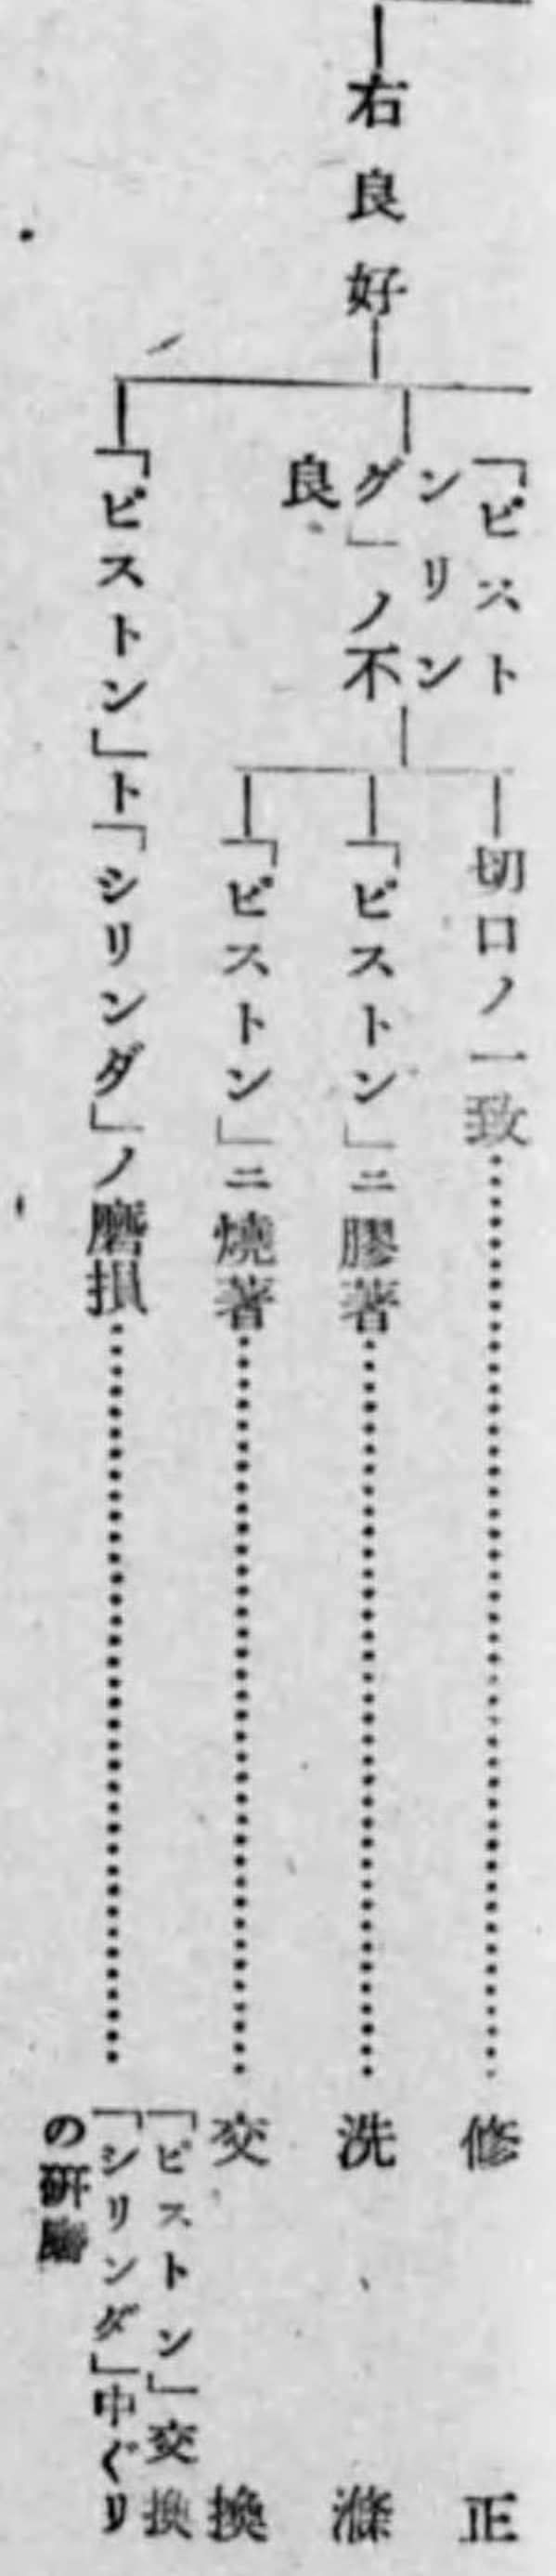 右良好
「ピスト
ンリン
グ」ノ不
良
切口ノ一致…………修正
「ピストン」ニ膠著…………洗滌
「ピストン」ニ燒著…………交換
「ピストン」ト「シリンダ」ノ磨損…………「ピストン」交換
「シリンダ」中ぐリ
の研磨